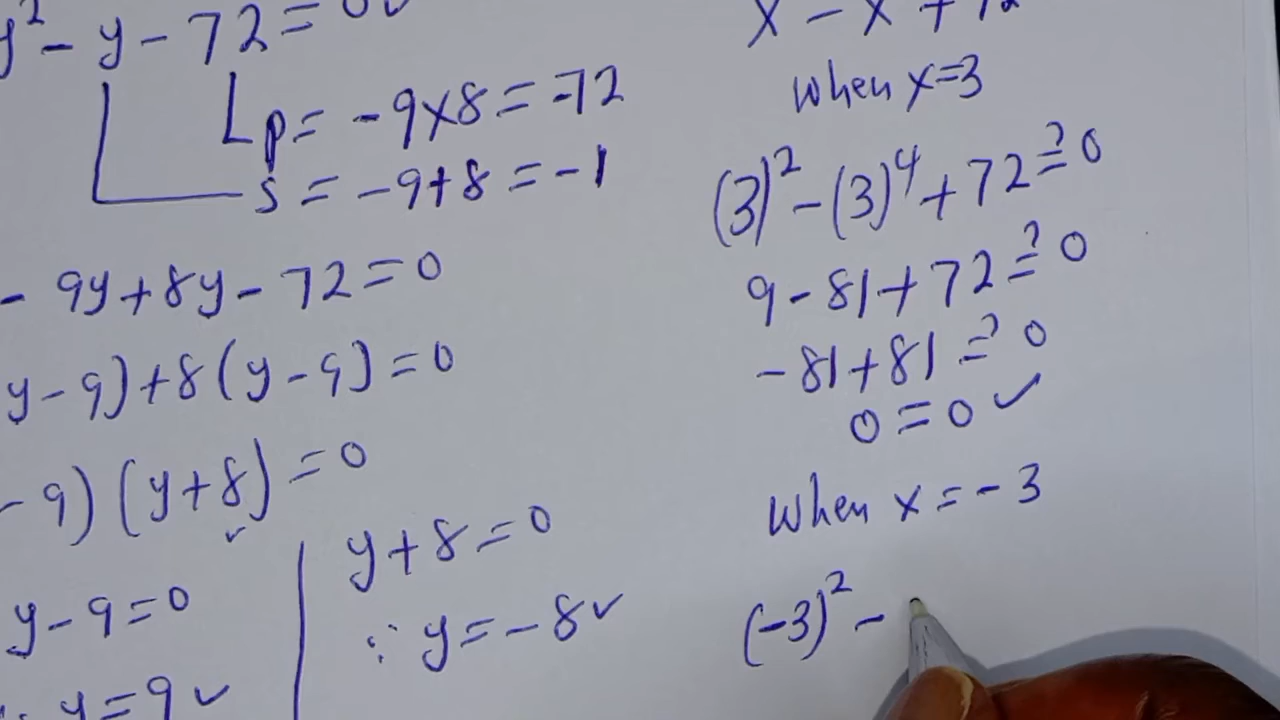 y² - y - 72 = 0✓
p = -9×8 = -72
s = -9+8 = -1
- 9y+8y - 72 = 0
y-9)+8(y-9) = 0
-9)(y+8) = 0
✓
y-9=0
y=9✓
y+8=0
∵ y=-8✓
x - x + 72
When x=3
(3)² - (3)⁴ + 72 ≟ 0
9-81+72 ≟ 0
-81+81 ≟ 0
0=0✓
When x=-3
(-3)² -